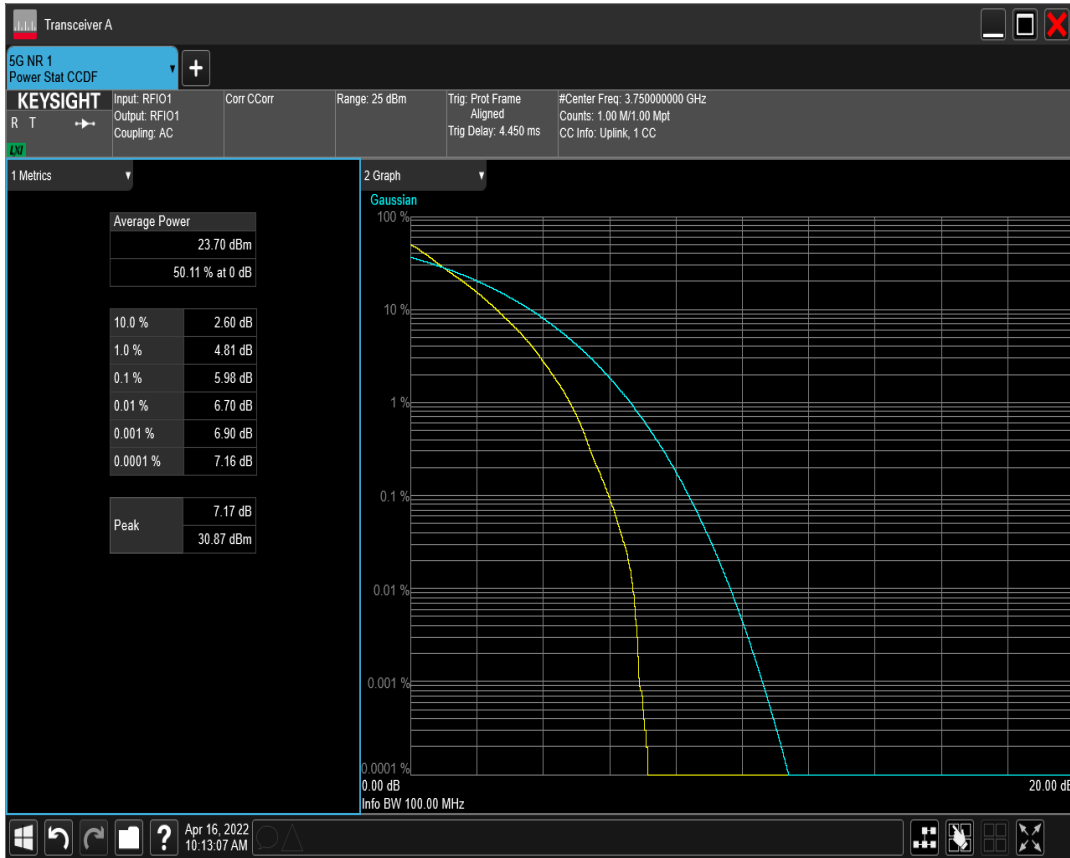 Transceiver A
5G NR 1
Power Stat CCDF
+
KEYSIGHT
R T
LXI
Input: RFIO1
Output: RFIO1
Coupling: AC
Corr CCorr
Range: 25 dBm
Trig: Prot Frame
Aligned
Trig Delay: 4.450 ms
#Center Freq: 3.750000000 GHz
Counts: 1.00 M/1.00 Mpt
CC Info: Uplink, 1 CC
1 Metrics
Average Power
23.70 dBm
50.11 % at 0 dB
10.0 % 2.60 dB
1.0 % 4.81 dB
0.1 % 5.98 dB
0.01 % 6.70 dB
0.001 % 6.90 dB
0.0001 % 7.16 dB
Peak
7.17 dB
30.87 dBm
2 Graph
Gaussian
100 %
10 %
1 %
0.1 %
0.01 %
0.001 %
0.0001 %
0.00 dB 20.00 dB
Info BW 100.00 MHz
?
Apr 16, 2022
10:13:07 AM